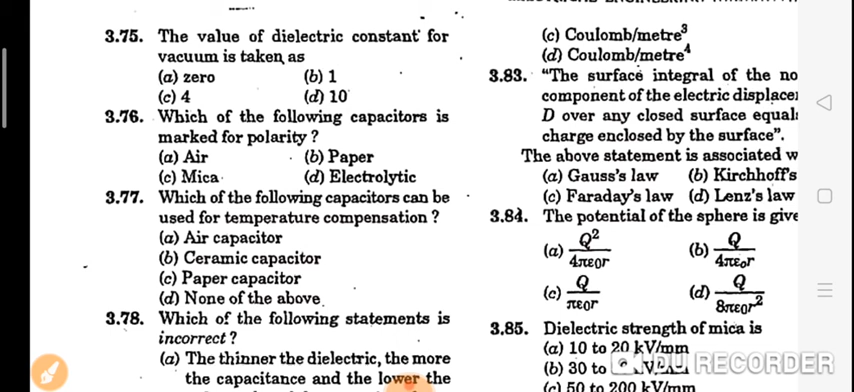 3.75. The value of dielectric constant for
vacuum is taken as
(a) zero (b) 1
(c) 4 (d) 10
3.76. Which of the following capacitors is
marked for polarity ?
(a) Air (b) Paper
(c) Mica (d) Electrolytic
3.77. Which of the following capacitors can be
used for temperature compensation ?
(a) Air capacitor
(b) Ceramic capacitor
(c) Paper capacitor
(d) None of the above
3.78. Which of the following statements is
incorrect ?
(a) The thinner the dielectric, the more
the capacitance and the lower the
(c) Coulomb/metre³
(d) Coulomb/metre⁴
3.83. "The surface integral of the no
component of the electric displace
D over any closed surface equal
charge enclosed by the surface".
The above statement is associated w
(a) Gauss's law (b) Kirchhoff's
(c) Faraday's law (d) Lenz's law
3.84. The potential of the sphere is give
(a) Q²/4πε0r (b) Q/4πε0r
(c) Q/πε0r (d) Q/8πε0r²
3.85. Dielectric strength of mica is
(a) 10 to 20 kV/mm
(b) 30 to
(c) 50 to 200 kV/mm
DU RECORDER